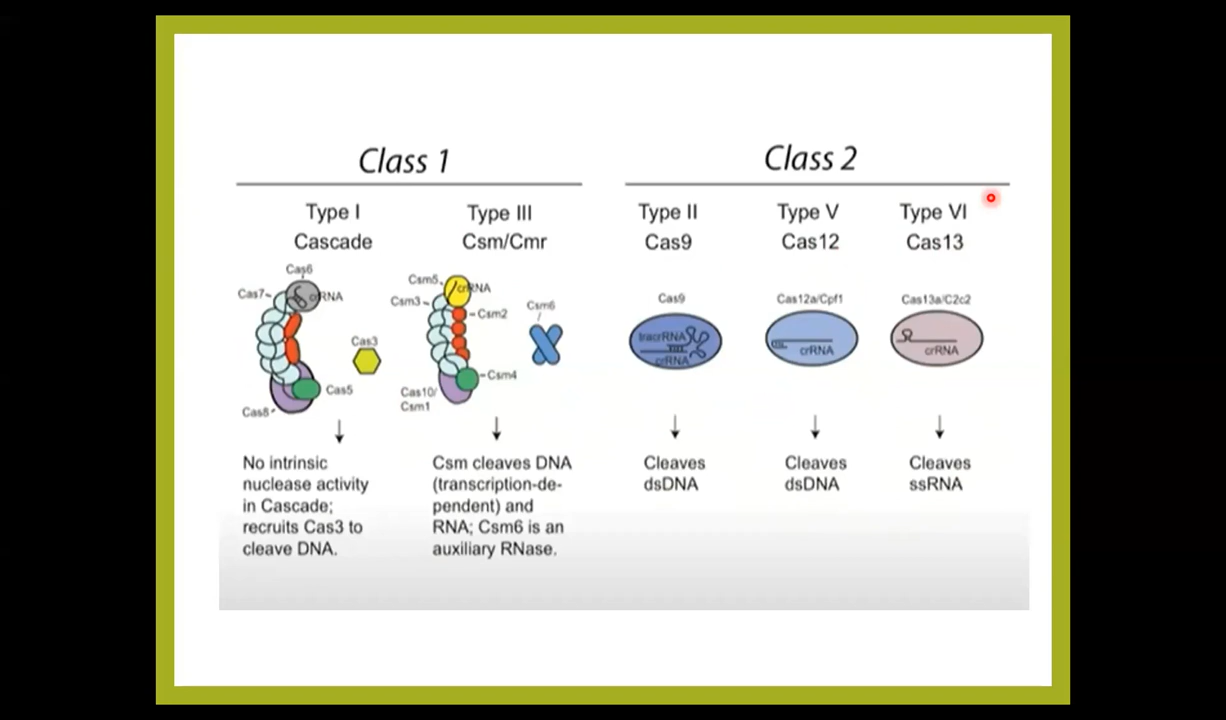 Class 1
Class 2
Type I
Cascade
Type III
Csm/Cmr
Type II
Cas9
Type V
Cas12
Type VI
Cas13
Cas6
Cas7
crRNA
Cas3
Cas5
Cas8
Csm5
crRNA
Csm3
Csm2
Csm6
Csm4
Cas10/
Csm1
Cas9
tracrRNA
crRNA
Cas12a/Cpf1
crRNA
Cas13a/C2c2
crRNA
No intrinsic
nuclease activity
in Cascade;
recruits Cas3 to
cleave DNA.
Csm cleaves DNA
(transcription-de-
pendent) and
RNA; Csm6 is an
auxiliary RNase.
Cleaves
dsDNA
Cleaves
dsDNA
Cleaves
ssRNA